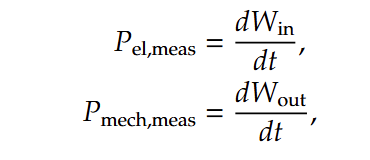 P_el,meas = dW_in/dt,
P_mech,meas = dW_out/dt,